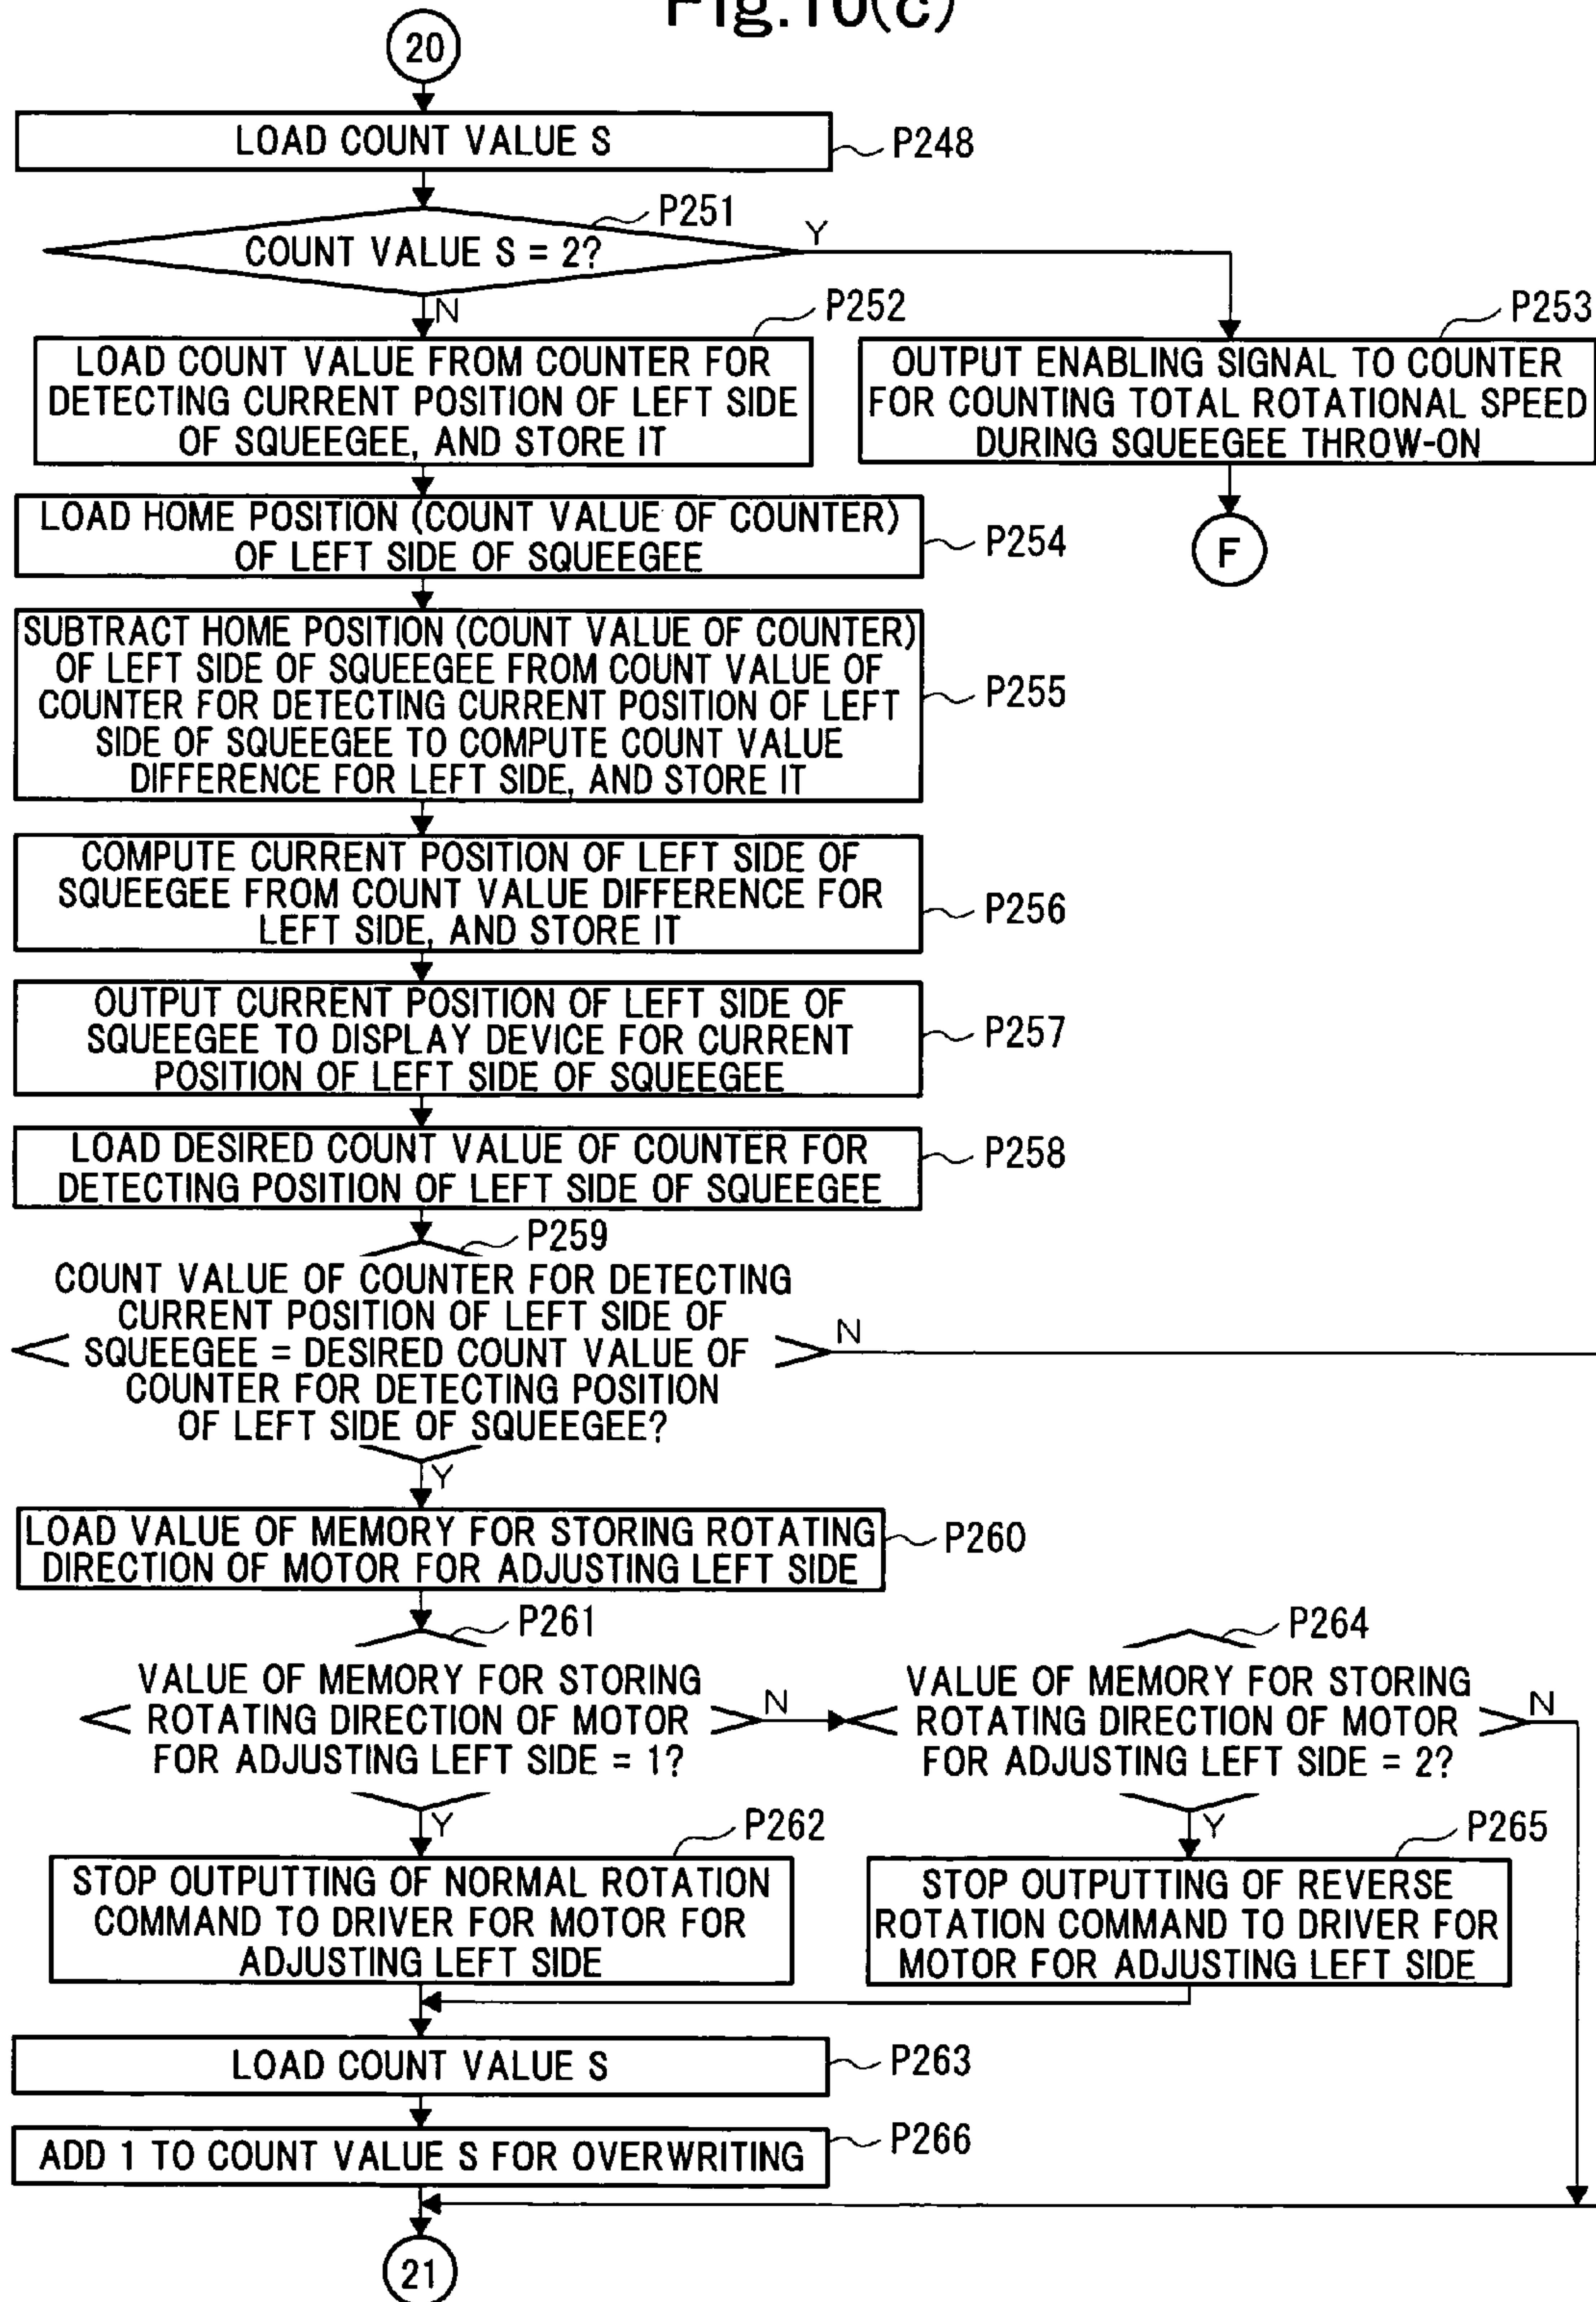 Fig.10(c)
20
LOAD COUNT VALUE S
P248
P251
COUNT VALUE S = 2?
Y
N
P252
LOAD COUNT VALUE FROM COUNTER FOR
DETECTING CURRENT POSITION OF LEFT SIDE
OF SQUEEGEE, AND STORE IT
P253
OUTPUT ENABLING SIGNAL TO COUNTER
FOR COUNTING TOTAL ROTATIONAL SPEED
DURING SQUEEGEE THROW-ON
F
LOAD HOME POSITION (COUNT VALUE OF COUNTER)
OF LEFT SIDE OF SQUEEGEE
P254
SUBTRACT HOME POSITION (COUNT VALUE OF COUNTER)
OF LEFT SIDE OF SQUEEGEE FROM COUNT VALUE OF
COUNTER FOR DETECTING CURRENT POSITION OF LEFT
SIDE OF SQUEEGEE TO COMPUTE COUNT VALUE
DIFFERENCE FOR LEFT SIDE, AND STORE IT
P255
COMPUTE CURRENT POSITION OF LEFT SIDE OF
SQUEEGEE FROM COUNT VALUE DIFFERENCE FOR
LEFT SIDE, AND STORE IT
P256
OUTPUT CURRENT POSITION OF LEFT SIDE OF
SQUEEGEE TO DISPLAY DEVICE FOR CURRENT
POSITION OF LEFT SIDE OF SQUEEGEE
P257
LOAD DESIRED COUNT VALUE OF COUNTER FOR
DETECTING POSITION OF LEFT SIDE OF SQUEEGEE
P258
P259
COUNT VALUE OF COUNTER FOR DETECTING
CURRENT POSITION OF LEFT SIDE OF
SQUEEGEE = DESIRED COUNT VALUE OF
COUNTER FOR DETECTING POSITION
OF LEFT SIDE OF SQUEEGEE?
N
Y
LOAD VALUE OF MEMORY FOR STORING ROTATING
DIRECTION OF MOTOR FOR ADJUSTING LEFT SIDE
P260
P261
VALUE OF MEMORY FOR STORING
ROTATING DIRECTION OF MOTOR
FOR ADJUSTING LEFT SIDE = 1?
N
Y
P264
VALUE OF MEMORY FOR STORING
ROTATING DIRECTION OF MOTOR
FOR ADJUSTING LEFT SIDE = 2?
N
Y
P262
STOP OUTPUTTING OF NORMAL ROTATION
COMMAND TO DRIVER FOR MOTOR FOR
ADJUSTING LEFT SIDE
P265
STOP OUTPUTTING OF REVERSE
ROTATION COMMAND TO DRIVER FOR
MOTOR FOR ADJUSTING LEFT SIDE
LOAD COUNT VALUE S
P263
ADD 1 TO COUNT VALUE S FOR OVERWRITING
P266
21